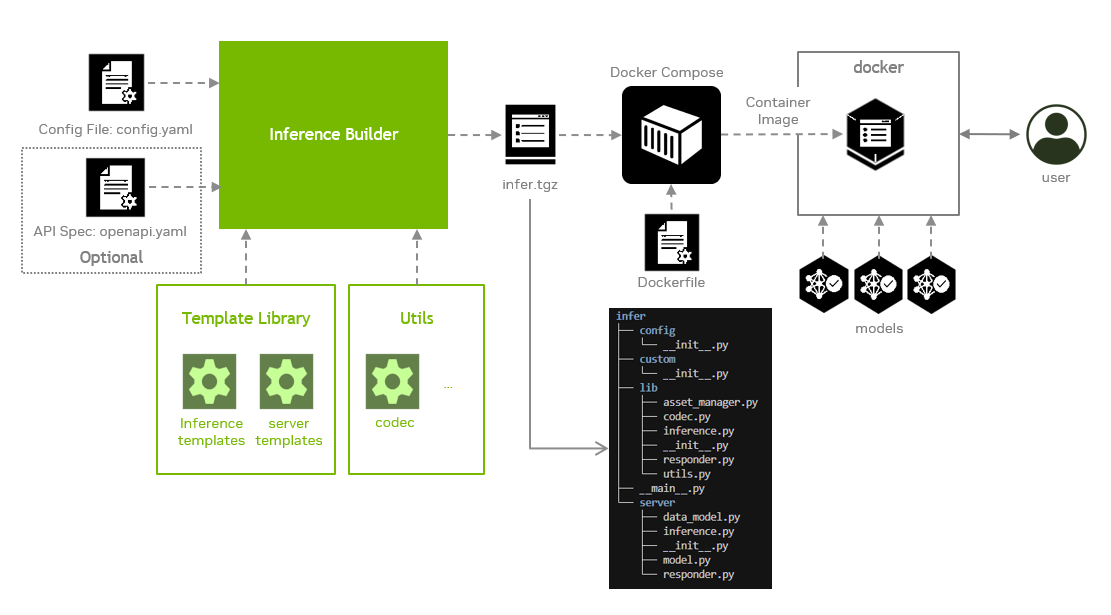 Config File: config.yaml
API Spec: openapi.yaml
Optional
Inference Builder
Template Library
Inference
templates
server
templates
Utils
codec
...
infer.tgz
Docker Compose
Dockerfile
Container
Image
docker
user
models
infer
├── config
│   └── __init__.py
├── custom
│   └── __init__.py
├── lib
│   ├── asset_manager.py
│   ├── codec.py
│   ├── inference.py
│   ├── __init__.py
│   ├── responder.py
│   └── utils.py
├── __main__.py
└── server
    ├── data_model.py
    ├── inference.py
    ├── __init__.py
    ├── model.py
    └── responder.py